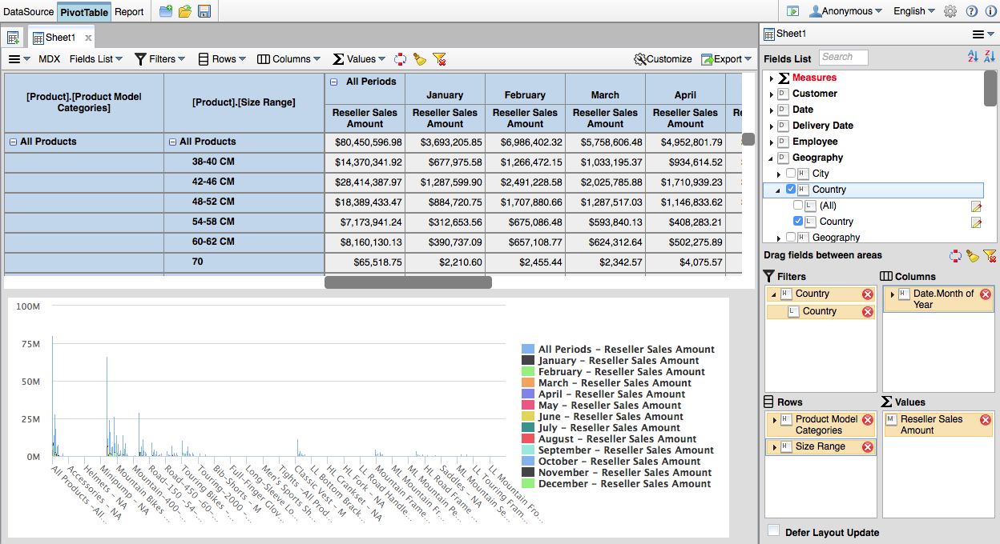 DataSource PivotTable Report Anonymous English
Sheet1 x Sheet1
MDX Fields List Filters Rows Columns Values Customize Export
Fields List Search
[Product].[Product Model Categories] [Product].[Size Range] All Periods January February March April
Reseller Sales Amount Reseller Sales Amount Reseller Sales Amount Reseller Sales Amount Reseller Sales Amount
All Products All Products $80,450,596.98 $3,693,205.85 $6,986,402.32 $5,758,606.48 $4,952,801.79
38-40 CM $14,370,341.92 $677,975.58 $1,266,472.15 $1,033,195.37 $934,614.52
42-46 CM $28,414,387.97 $1,287,599.90 $2,491,228.58 $2,025,785.88 $1,710,939.23
48-52 CM $18,389,433.47 $884,720.75 $1,707,880.66 $1,287,517.03 $1,146,833.62
54-58 CM $7,173,941.24 $312,653.56 $675,086.48 $593,840.13 $408,283.21
60-62 CM $8,160,130.13 $390,737.09 $657,108.77 $624,312.64 $502,275.89
70 $65,518.75 $2,210.60 $2,455.44 $2,342.57 $4,075.57
Measures
D Customer
D Date
D Delivery Date
D Employee
D Geography
H City
H Country
L (All)
L Country
H Geography
Drag fields between areas
Filters
H Country
L Country
Columns
H Date.Month of
Year
Rows
H Product Model
Categories
H Size Range
Values
M Reseller Sales
Amount
Defer Layout Update
100M
75M
50M
25M
0M
All Products -All...
Accessories - NA
Helmets - NA
Minipump - NA
Mountain Bikes ...
Mountain-400-...
Road-150 -54-...
Road-450 -60-...
Touring Bikes -...
Touring-2000 -...
Bib-Shorts - M
Full-Finger Glov...
Long-Sleeve Lo...
Men's Sports Sh...
Tights -All Prod...
Classic Vest - M
LL Bottom Brack...
HL Crankset - NA
HL Fork - NA
LL Road Handle...
Mountain Frame...
ML Mountain Fr...
ML Mountain Pe...
HL Road Frame ...
Saddles - NA
ML Mountain Se...
LL Touring Fram...
LL Mountain Fro...
All Periods - Reseller Sales Amount
January - Reseller Sales Amount
February - Reseller Sales Amount
March - Reseller Sales Amount
April - Reseller Sales Amount
May - Reseller Sales Amount
June - Reseller Sales Amount
July - Reseller Sales Amount
August - Reseller Sales Amount
September - Reseller Sales Amount
October - Reseller Sales Amount
November - Reseller Sales Amount
December - Reseller Sales Amount